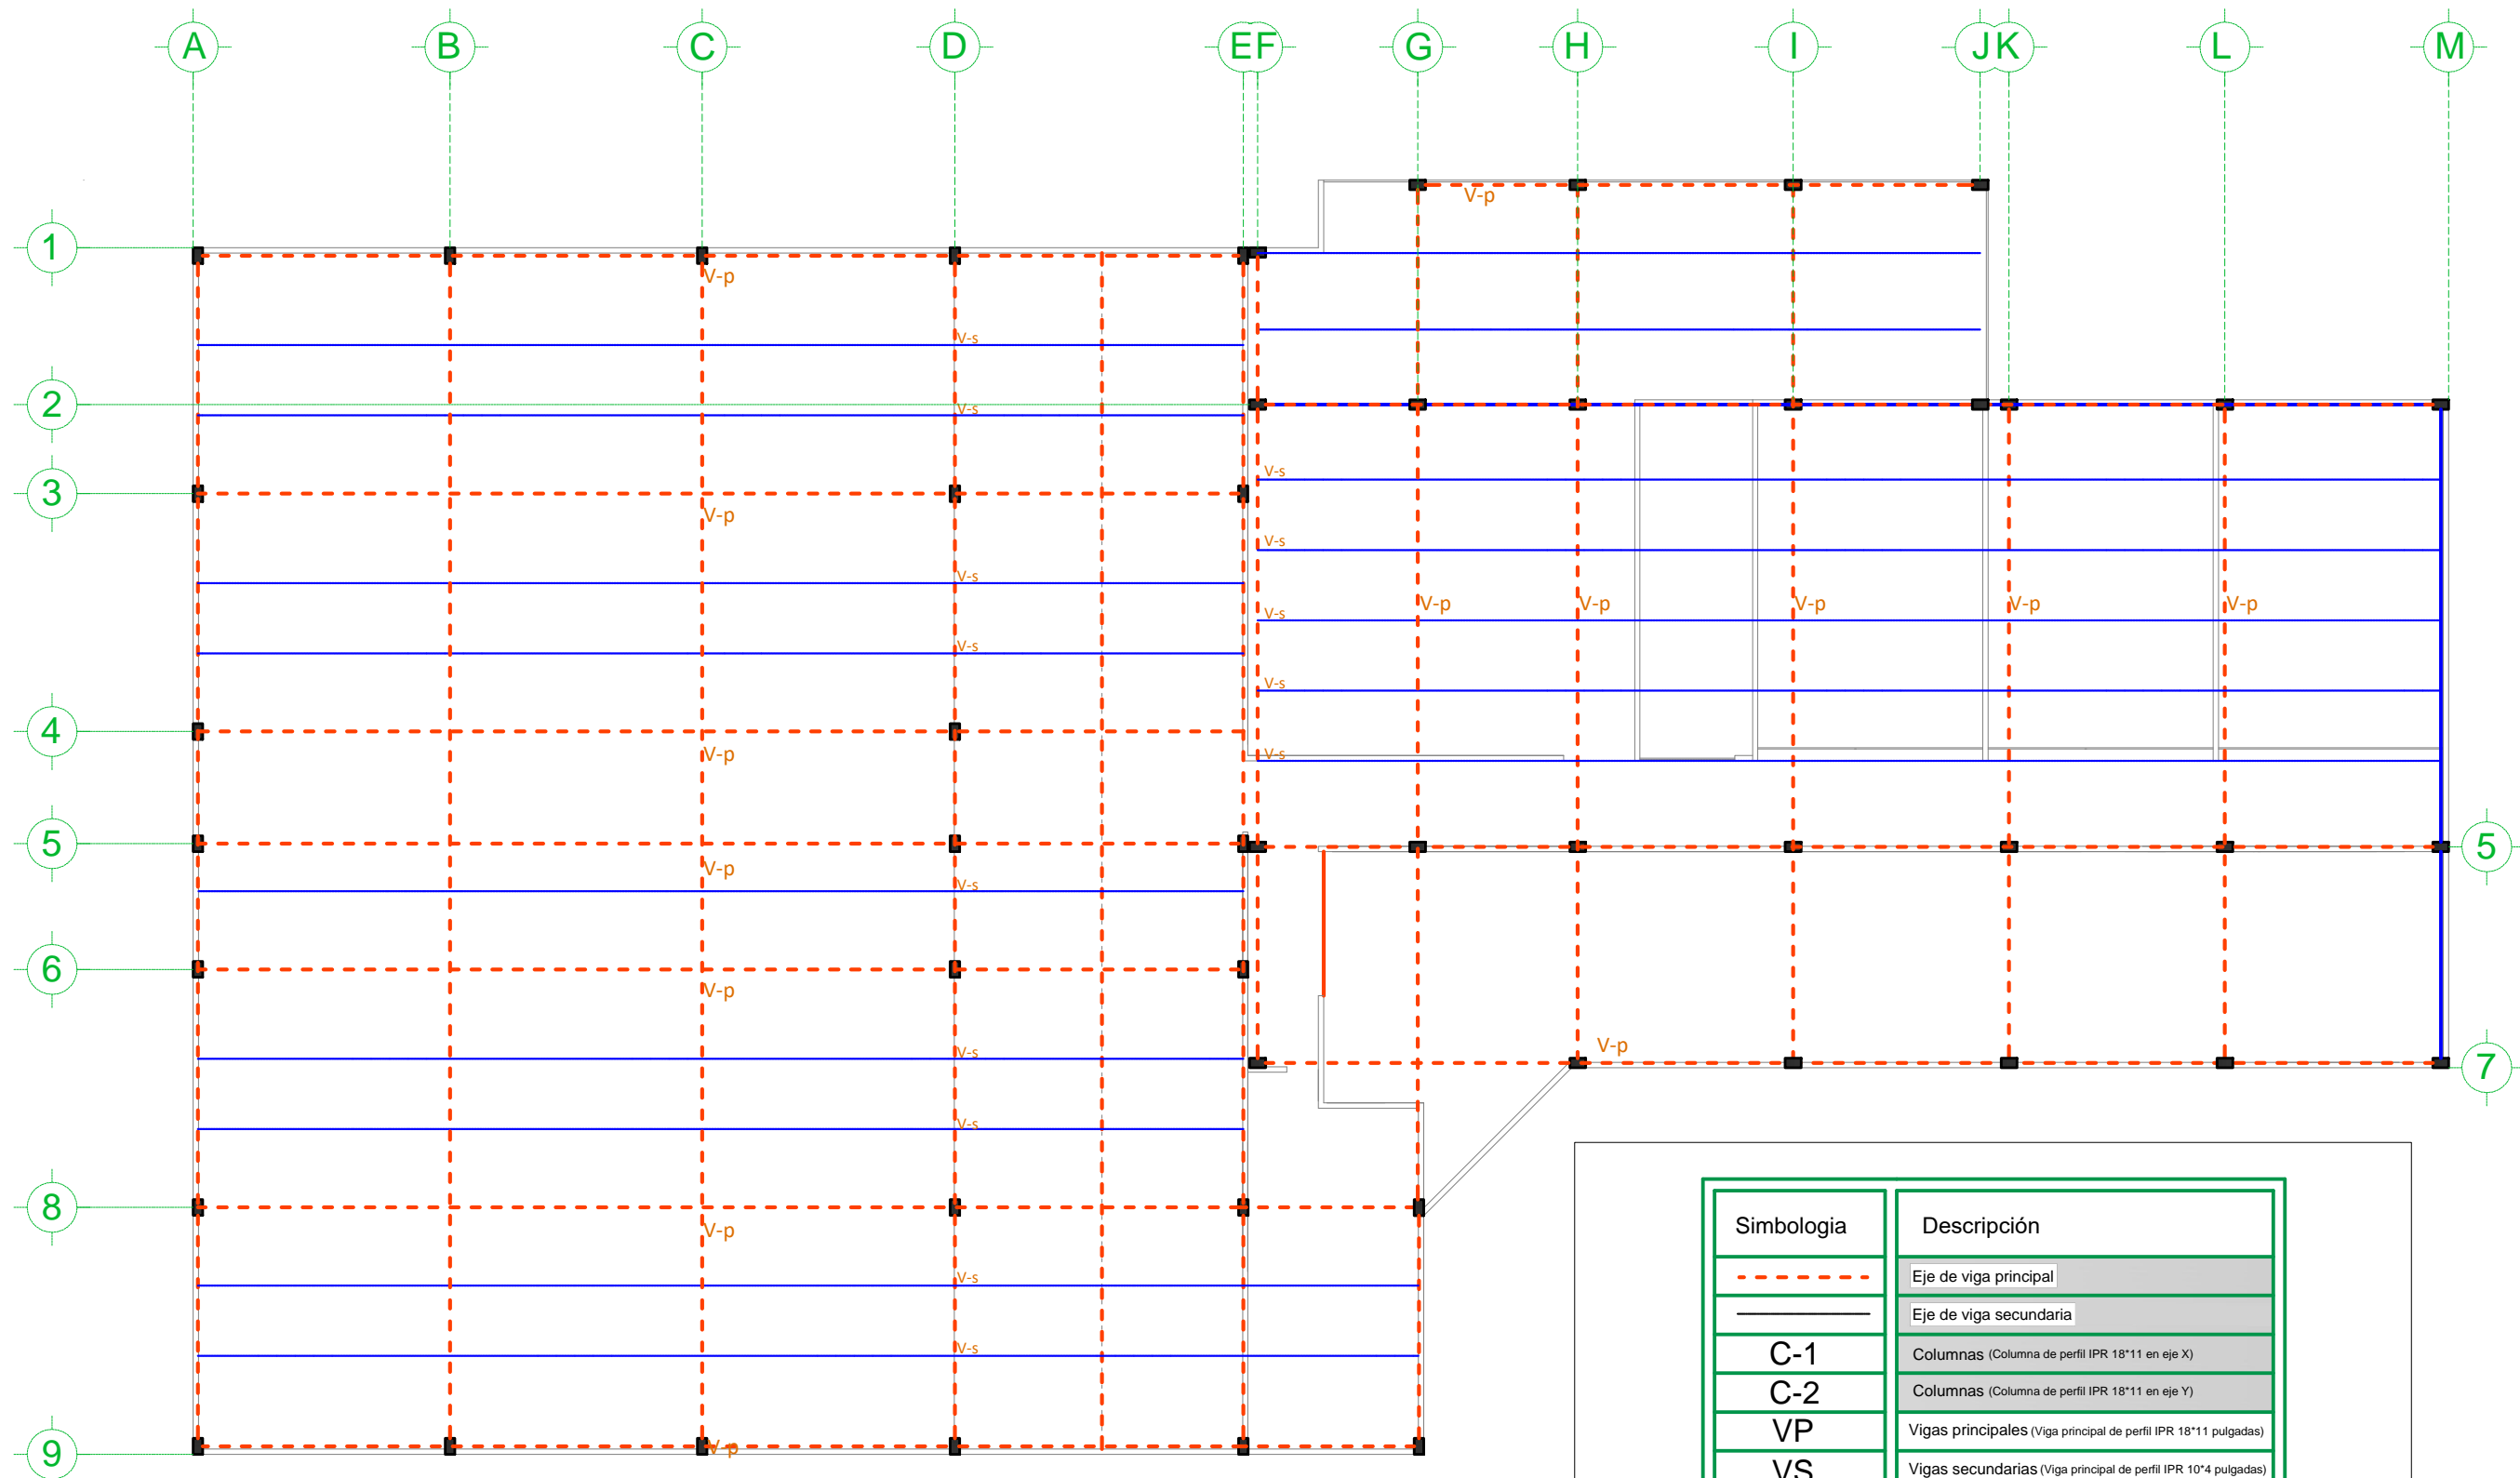 A B C D E F G H I J K L M
V-p
1
V-p
V-s
2
V-s
V-s
3
V-p
V-s
V-s
V-s
V-p V-p V-p V-p V-p
V-s
V-s
V-s
4
V-p
V-s
5 5
V-p
V-s
6
V-p
V-p
V-s
7
V-s
8
V-p
V-s
V-s
9
V-p
Simbologia Descripción
Eje de viga principal
Eje de viga secundaria
C-1 Columnas (Columna de perfil IPR 18*11 en eje X)
C-2 Columnas (Columna de perfil IPR 18*11 en eje Y)
VP Vigas principales (Viga principal de perfil IPR 18*11 pulgadas)
VS Vigas secundarias (Viga principal de perfil IPR 10*4 pulgadas)